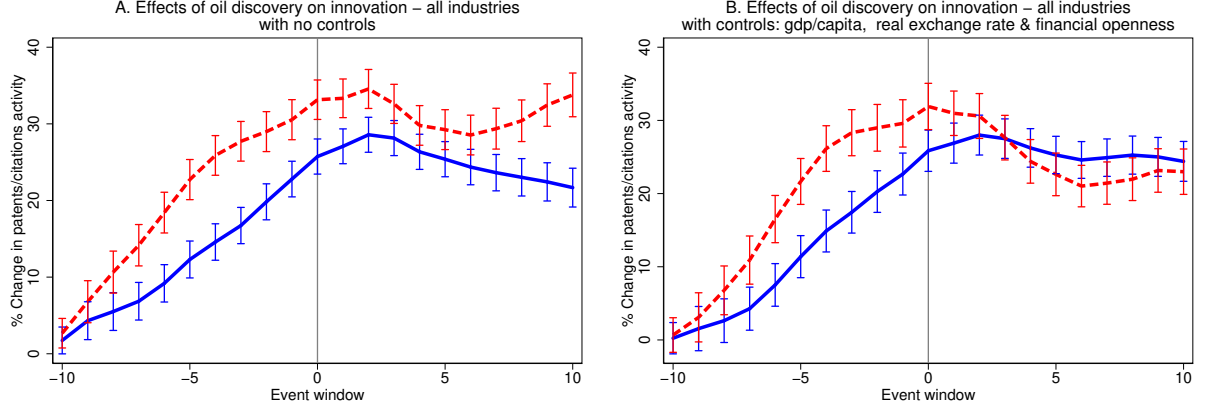 A. Effects of oil discovery on innovation − all industries
with no controls
% Change in patents/citations activity
40
30
20
10
0
−10
−5
0
5
10
Event window
B. Effects of oil discovery on innovation − all industries
with controls: gdp/capita, real exchange rate & financial openness
% Change in patents/Citations activity
40
30
20
10
0
−10
−5
0
5
10
Event window